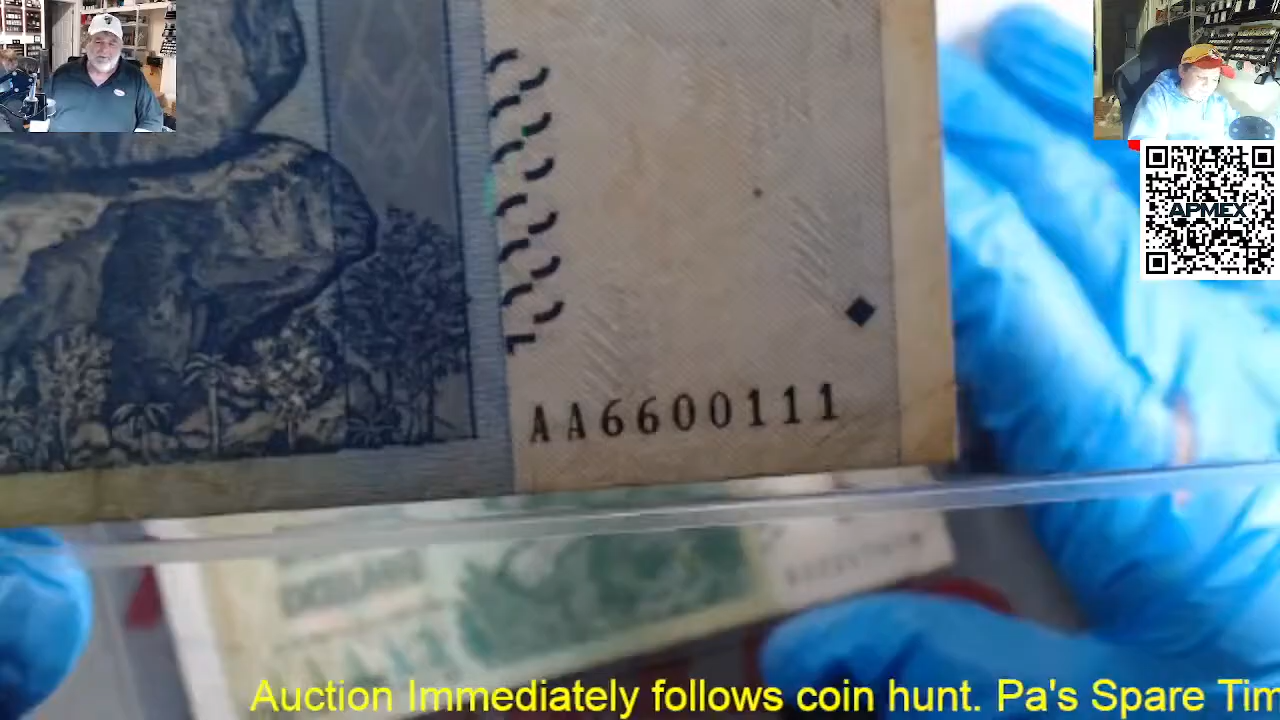 APMEX
AA6600111
Auction Immediately follows coin hunt. Pa's Spare Tim